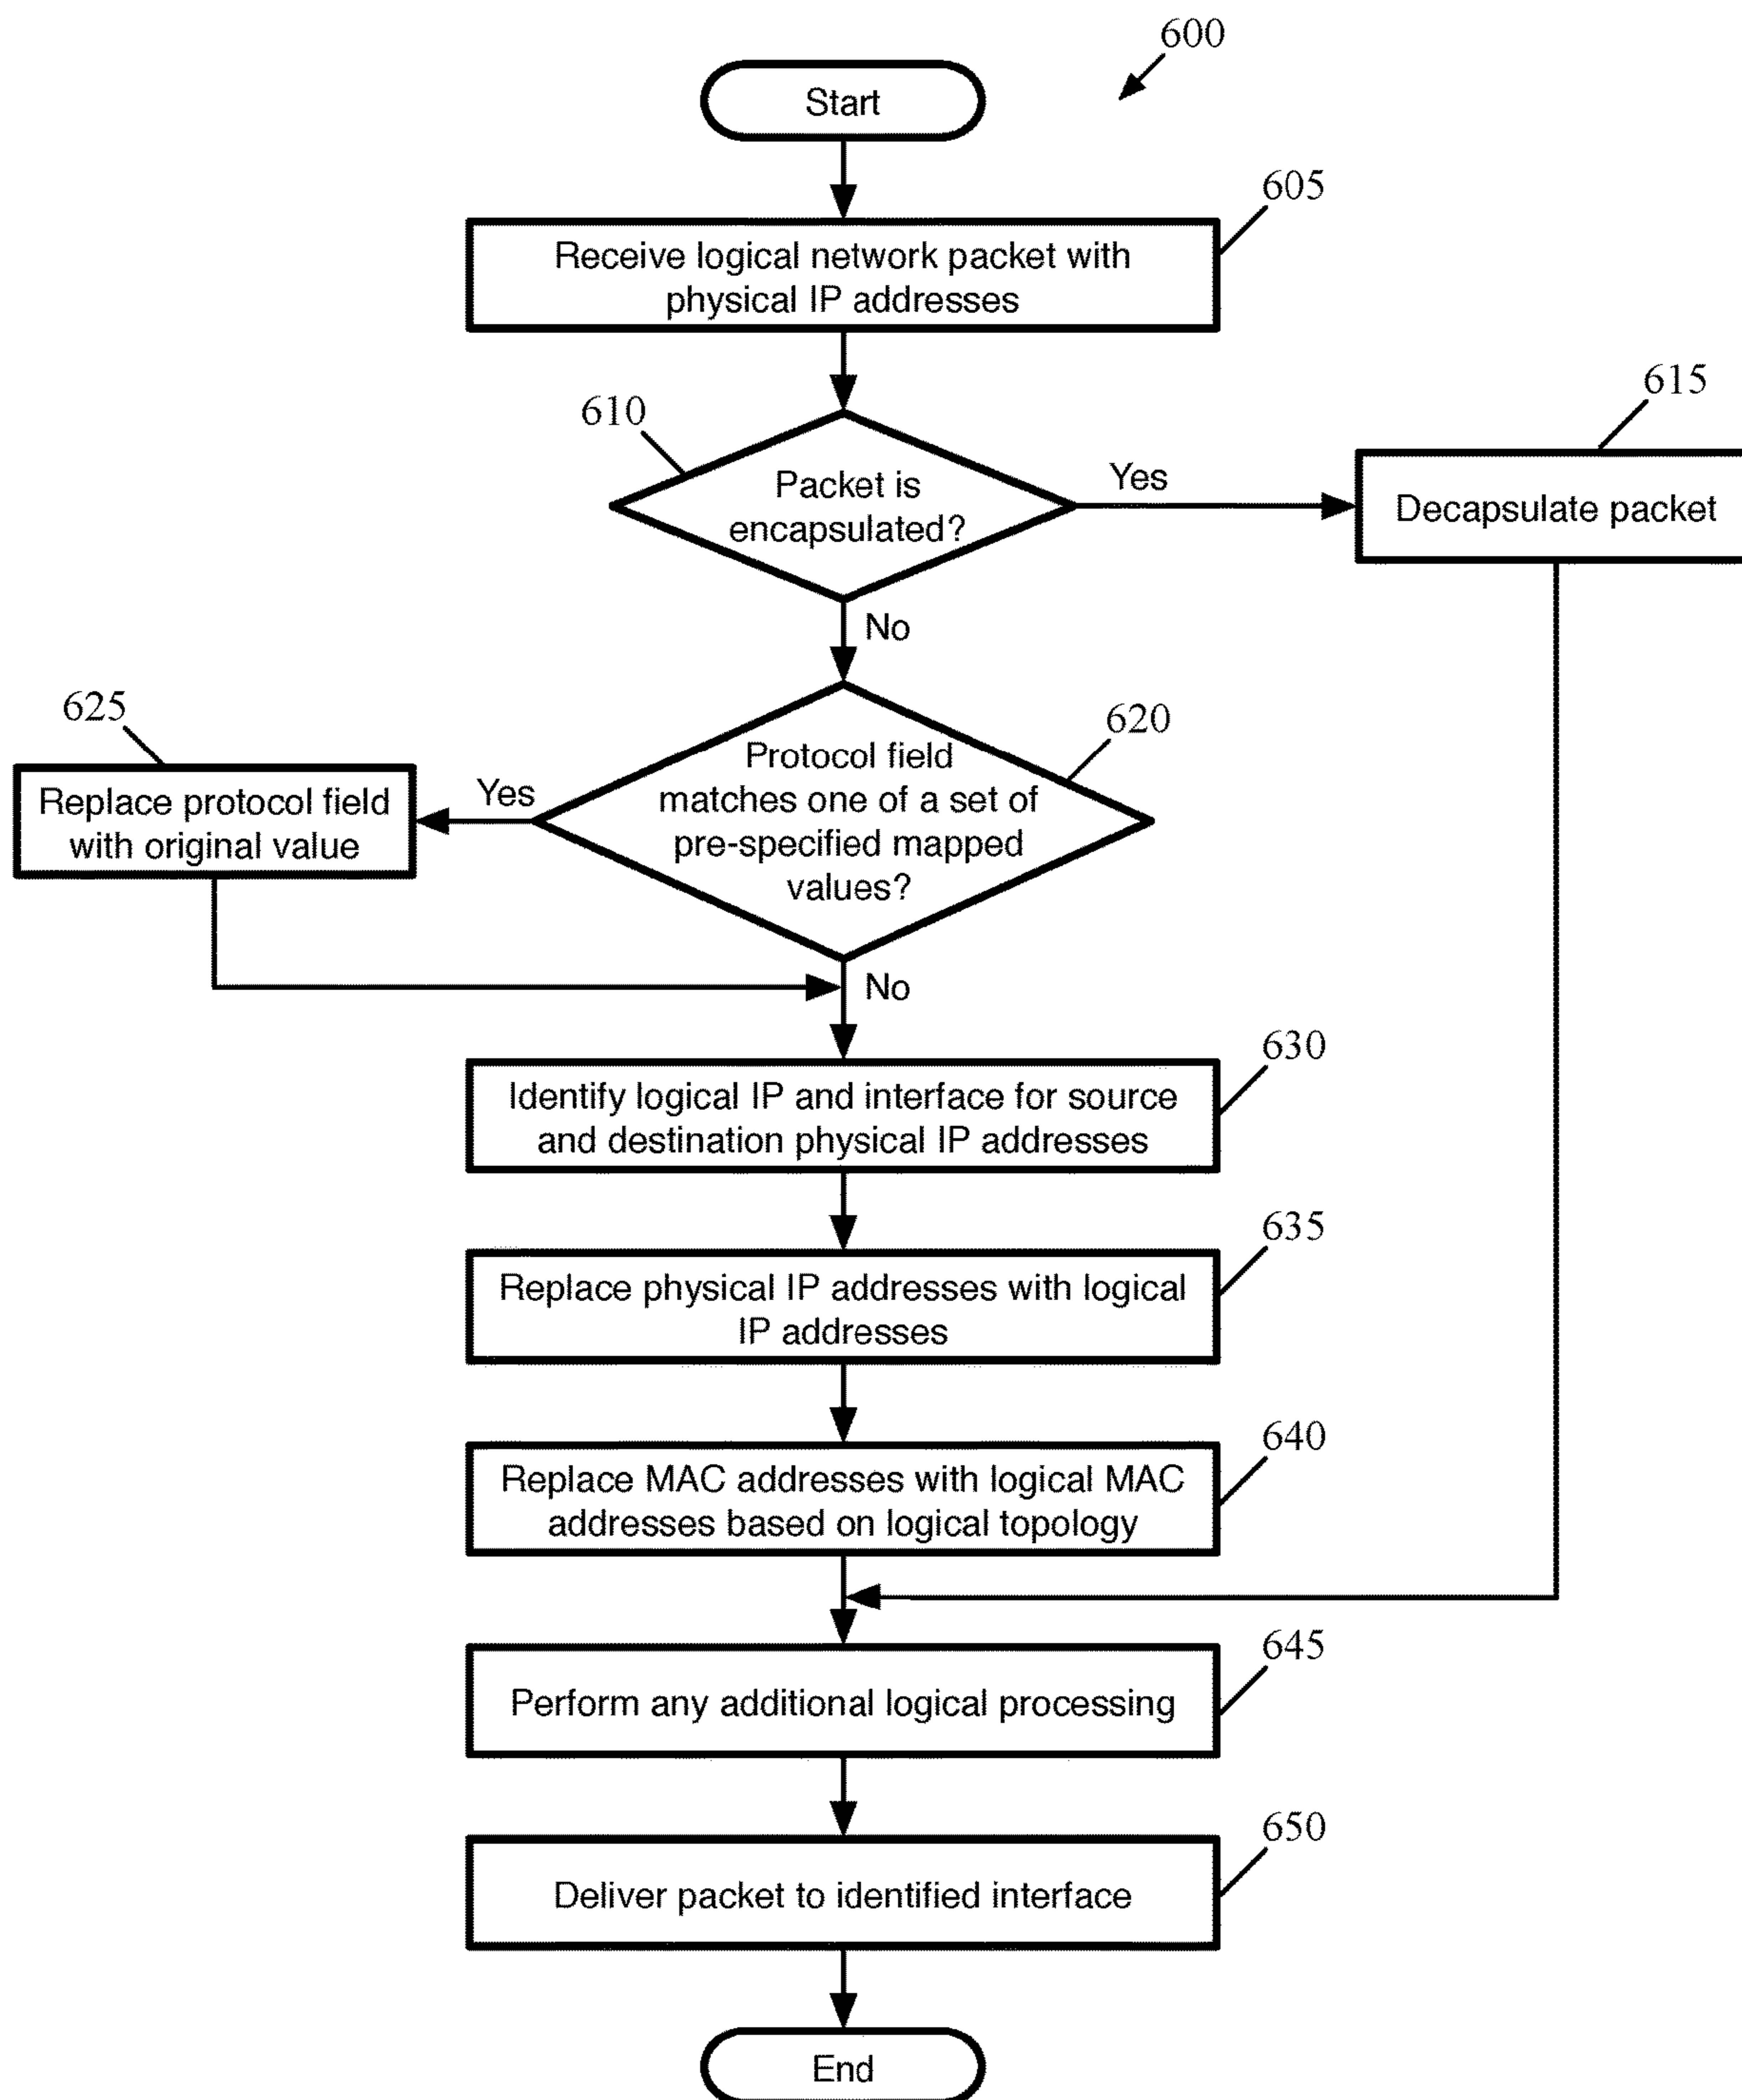 600
Start
605
Receive logical network packet with
physical IP addresses
610
Packet is
encapsulated?
Yes
615
Decapsulate packet
No
620
Protocol field
matches one of a set of
pre-specified mapped
values?
Yes
625
Replace protocol field
with original value
No
630
Identify logical IP and interface for source
and destination physical IP addresses
635
Replace physical IP addresses with logical
IP addresses
640
Replace MAC addresses with logical MAC
addresses based on logical topology
645
Perform any additional logical processing
650
Deliver packet to identified interface
End